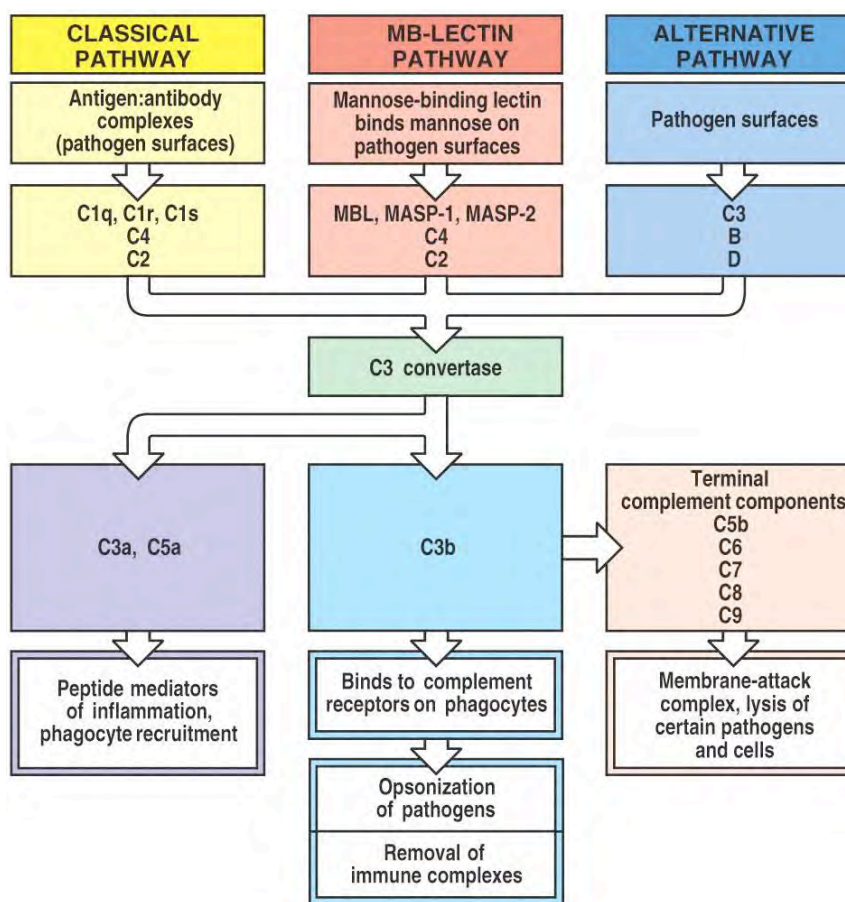 CLASSICAL
PATHWAY
Antigen:antibody
complexes
(pathogen surfaces)
C1q, C1r, C1s
C4
C2
MB-LECTIN
PATHWAY
Mannose-binding lectin
binds mannose on
pathogen surfaces
MBL, MASP-1, MASP-2
C4
C2
ALTERNATIVE
PATHWAY
Pathogen surfaces
C3
B
D
C3 convertase
C3a, C5a
Peptide mediators
of inflammation,
phagocyte recruitment
C3b
Binds to complement
receptors on phagocytes
Opsonization
of pathogens
Removal of
immune complexes
Terminal
complement components
C5b
C6
C7
C8
C9
Membrane-attack
complex, lysis of
certain pathogens
and cells